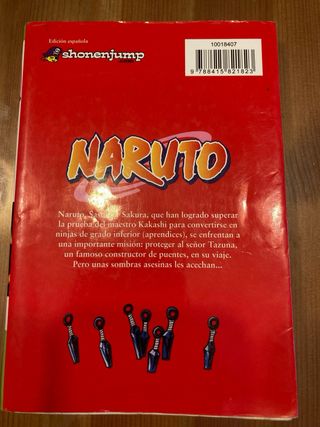 Edición española
shonenjump
10018407
9 788415 821823
NARUTO
Naruto, Sasuke y Sakura, que han logrado superar
la prueba del maestro Kakashi para convertirse en
ninjas de grado inferior (aprendices), se enfrentan a
una importante misión: proteger al señor Tazuna,
un famoso constructor de puentes, en su viaje.
Pero unas sombras asesinas les acechan...